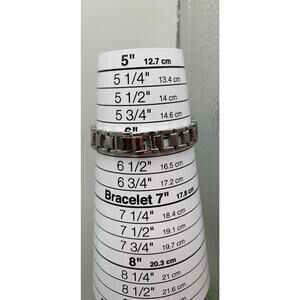 5" 12.7 cm
5 1/4" 13.4 cm
5 1/2" 14 cm
5 3/4" 14.6 cm
6"
6 1/2" 16.5 cm
6 3/4" 17.2 cm
Bracelet 7" 17.8 cm
7 1/4" 18.4 cm
7 1/2" 19.1 cm
7 3/4" 19.7 cm
8" 20.3 cm
8 1/4" 21 cm
8 1/2" 21.6 cm